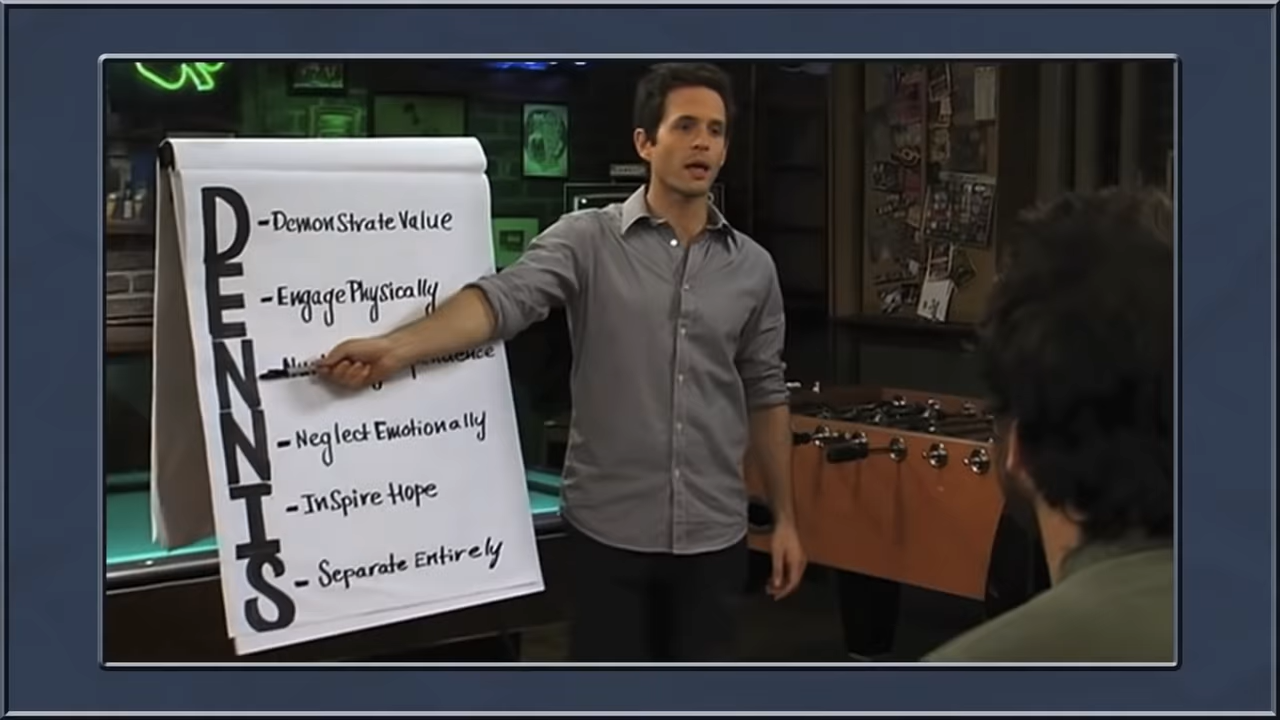 D - Demonstrate Value
E - Engage Physically
N
N - Neglect Emotionally
I - Inspire Hope
S - Separate Entirely